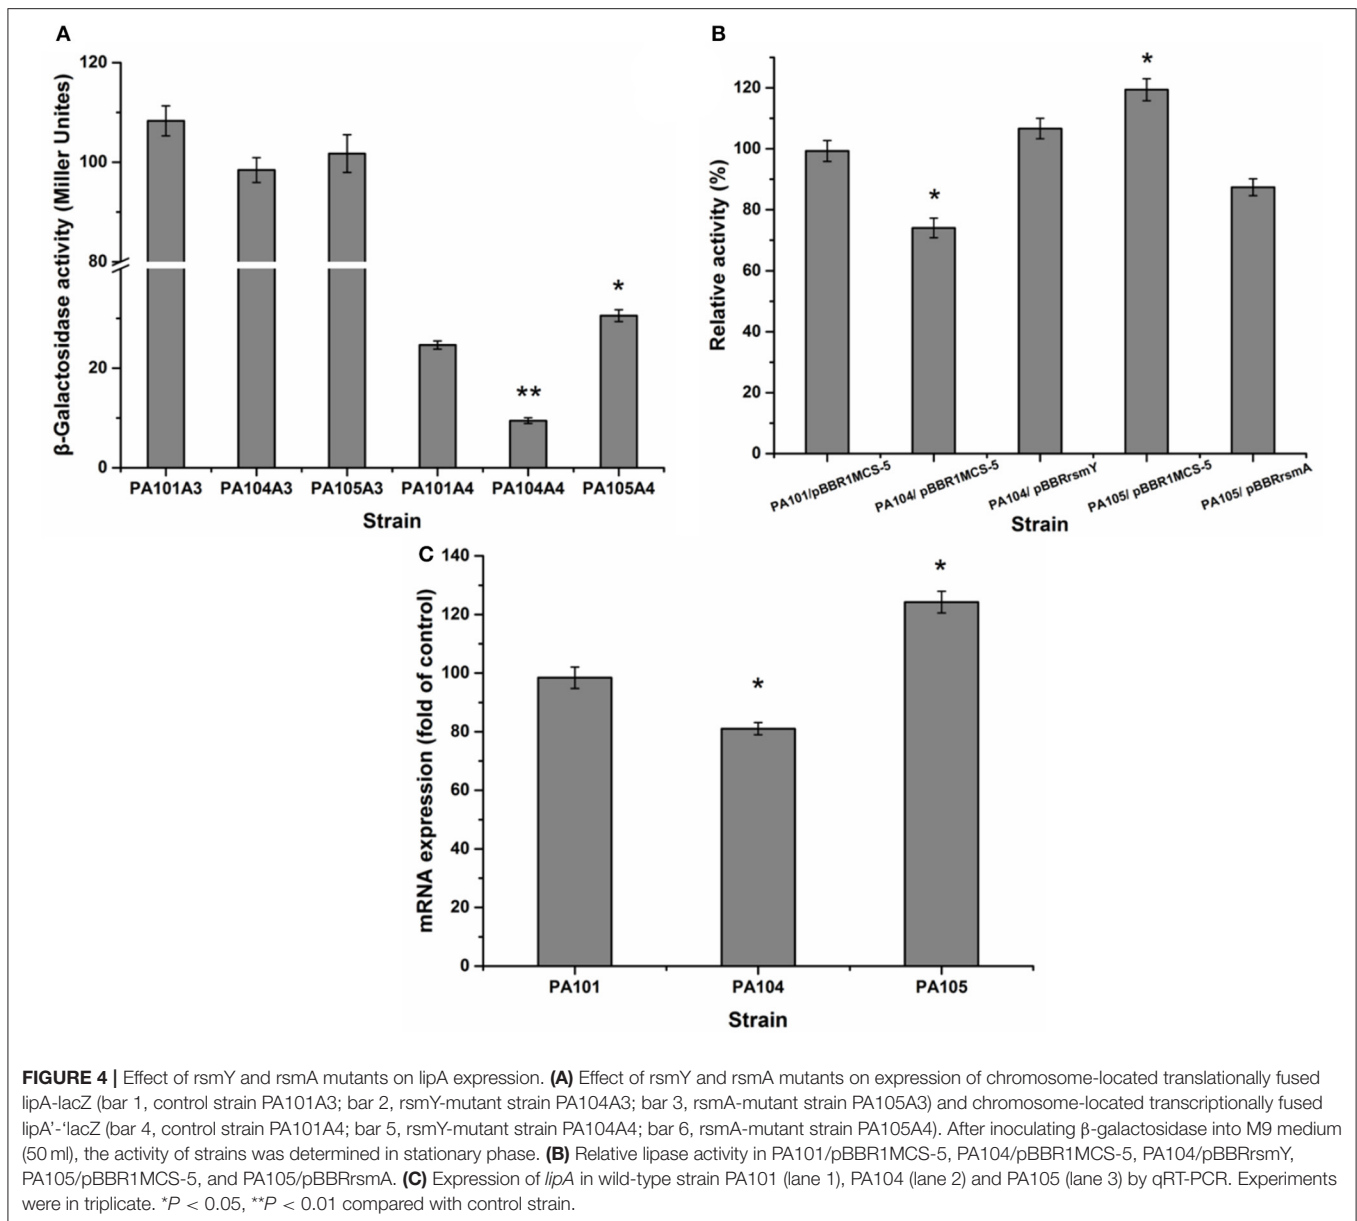 A
120
100
80
20
0
β-Galactosidase activity (Miller Unites)
*
**
PA101A3 PA104A3 PA105A3 PA101A4 PA104A4 PA105A4
Strain
B
120
100
80
60
40
20
0
Relative activity (%)
*
*
PA101/pBBR1MCS-5
PA104/ pBBR1MCS-5
PA104/ pBBRrsmY
PA105/ pBBR1MCS-5
PA105/ pBBRrsmA
Strain
C
140
120
100
80
60
40
20
0
mRNA expression (fold of control)
*
*
PA101 PA104 PA105
Strain
FIGURE 4 | Effect of rsmY and rsmA mutants on lipA expression. (A) Effect of rsmY and rsmA mutants on expression of chromosome-located translationally fused
lipA-lacZ (bar 1, control strain PA101A3; bar 2, rsmY-mutant strain PA104A3; bar 3, rsmA-mutant strain PA105A3) and chromosome-located transcriptionally fused
lipA’-‘lacZ (bar 4, control strain PA101A4; bar 5, rsmY-mutant strain PA104A4; bar 6, rsmA-mutant strain PA105A4). After inoculating β-galactosidase into M9 medium
(50 ml), the activity of strains was determined in stationary phase. (B) Relative lipase activity in PA101/pBBR1MCS-5, PA104/pBBR1MCS-5, PA104/pBBRrsmY,
PA105/pBBR1MCS-5, and PA105/pBBRrsmA. (C) Expression of lipA in wild-type strain PA101 (lane 1), PA104 (lane 2) and PA105 (lane 3) by qRT-PCR. Experiments
were in triplicate. *P < 0.05, **P < 0.01 compared with control strain.